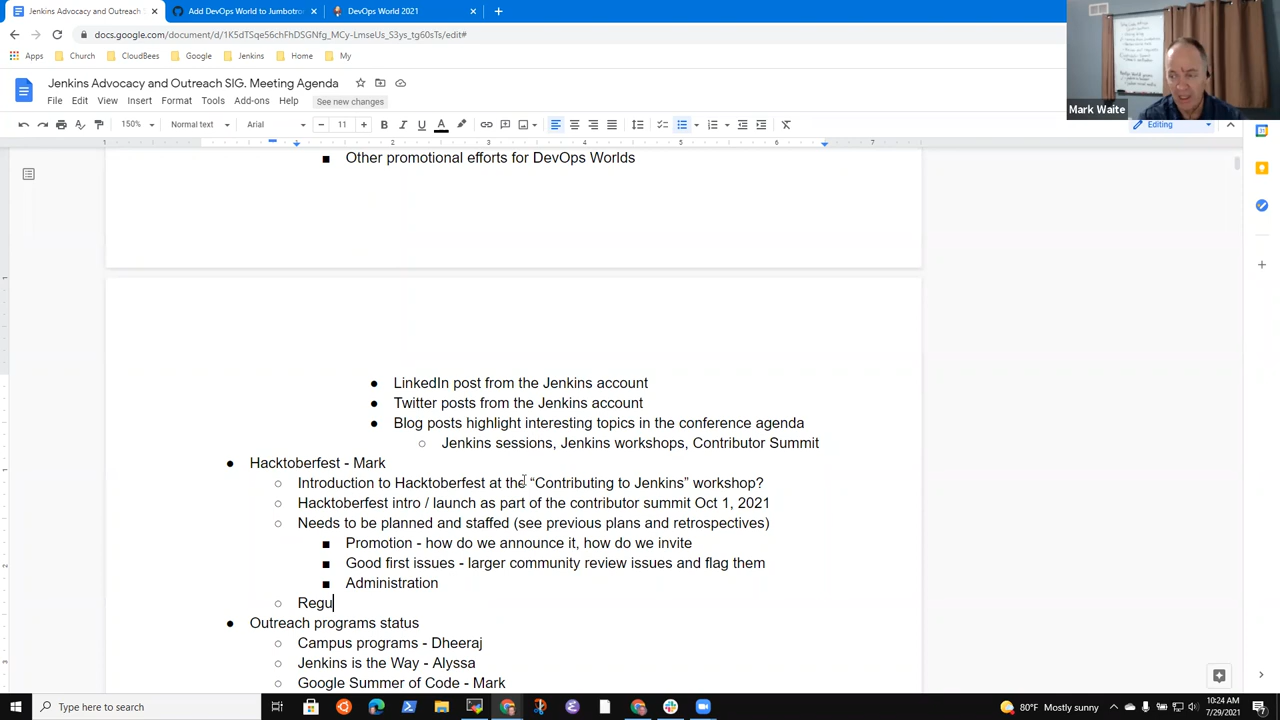 Jenkins Advocacy and Outreach S
Add DevOps World to Jumbotro
DevOps World 2021
docs.google.com/document/d/1K5dTSqe56chFhDSGNfg_MCy-
Apps
Church
CloudBees
Google
Jenkins
Home
My
Jenkins Advocacy and Outreach SIG. Meeting Agenda
File Edit View Insert Format Tools Add-ons Help See new changes
150% Normal text Arial 11 Editing
Mark Waite
■ Other promotional efforts for DevOps Worlds
● LinkedIn post from the Jenkins account
● Twitter posts from the Jenkins account
● Blog posts highlight interesting topics in the conference agenda
○ Jenkins sessions, Jenkins workshops, Contributor Summit
● Hacktoberfest - Mark
○ Introduction to Hacktoberfest at the “Contributing to Jenkins” workshop?
○ Hacktoberfest intro / launch as part of the contributor summit Oct 1, 2021
○ Needs to be planned and staffed (see previous plans and retrospectives)
■ Promotion - how do we announce it, how do we invite
■ Good first issues - larger community review issues and flag them
■ Administration
○ Regu
● Outreach programs status
○ Campus programs - Dheeraj
○ Jenkins is the Way - Alyssa
○ Google Summer of Code - Mark
Type here to search
80°F Mostly sunny
10:24 AM
7/29/2021